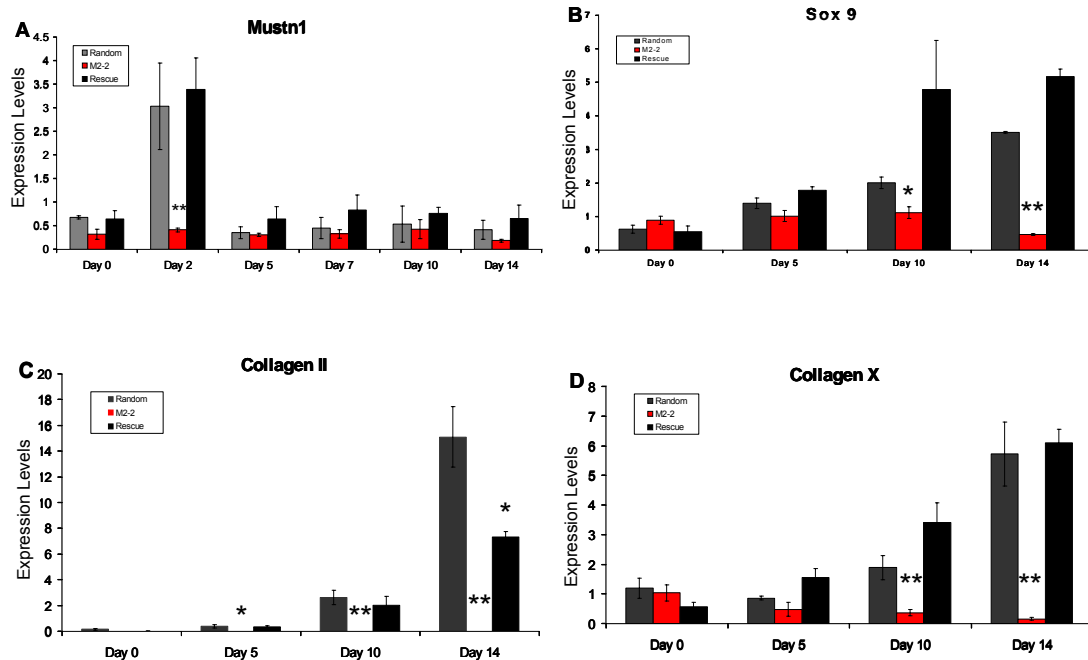 A
Mustn1
Random
M2-2
Rescue
Expression Levels
4.5
4
3.5
3
2.5
2
1.5
1
0.5
0
**
Day 0 Day 2 Day 5 Day 7 Day 10 Day 14
B
Sox 9
Random
M2-2
Rescue
Expression Levels
7
6
5
4
3
2
1
0
*
**
Day 0 Day 5 Day 10 Day 14
C
Collagen II
Random
M2-2
Rescue
Expression Levels
20
18
16
14
12
10
8
6
4
2
0
*
**
**
*
Day 0 Day 5 Day 10 Day 14
D
Collagen X
Random
M2-2
Rescue
Expression Levels
8
7
6
5
4
3
2
1
0
**
**
Day 0 Day 5 Day 10 Day 14